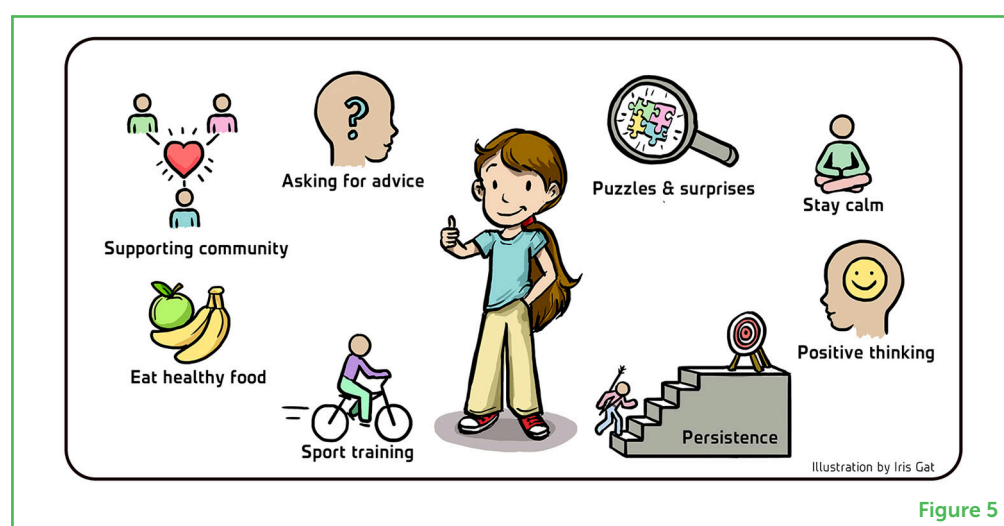 Asking for advice
Puzzles & surprises
Stay calm
Supporting community
Eat healthy food
Sport training
Persistence
Positive thinking
Illustration by Iris Gat
Figure 5